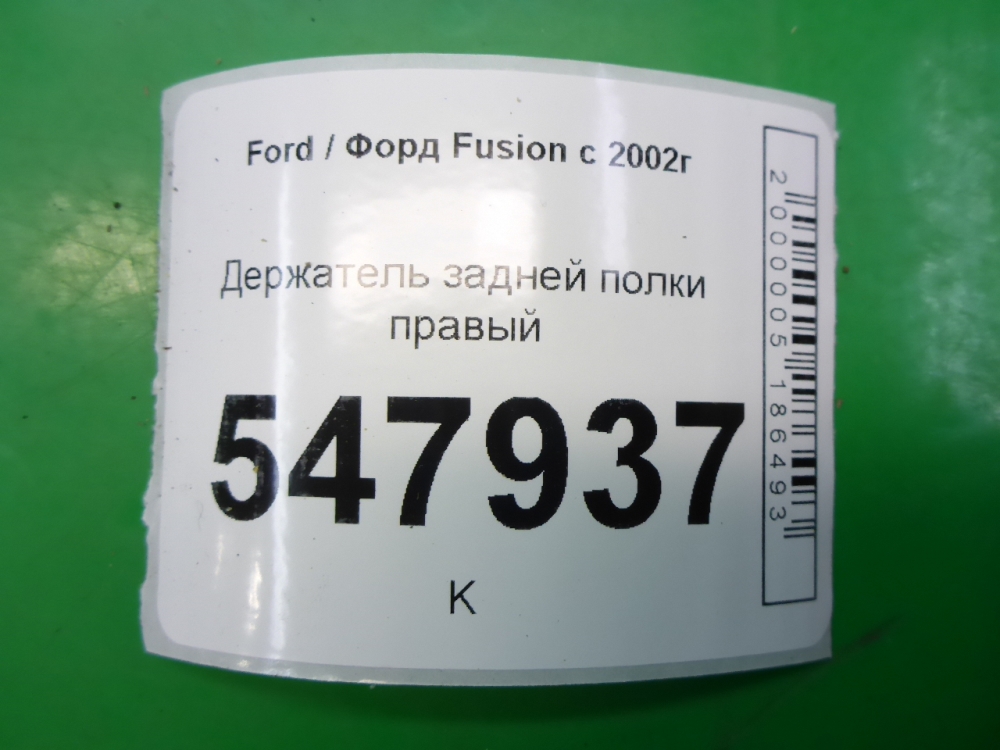 Ford / Форд Fusion с 2002г
Держатель задней полки
правый
547937
К
2000005186493